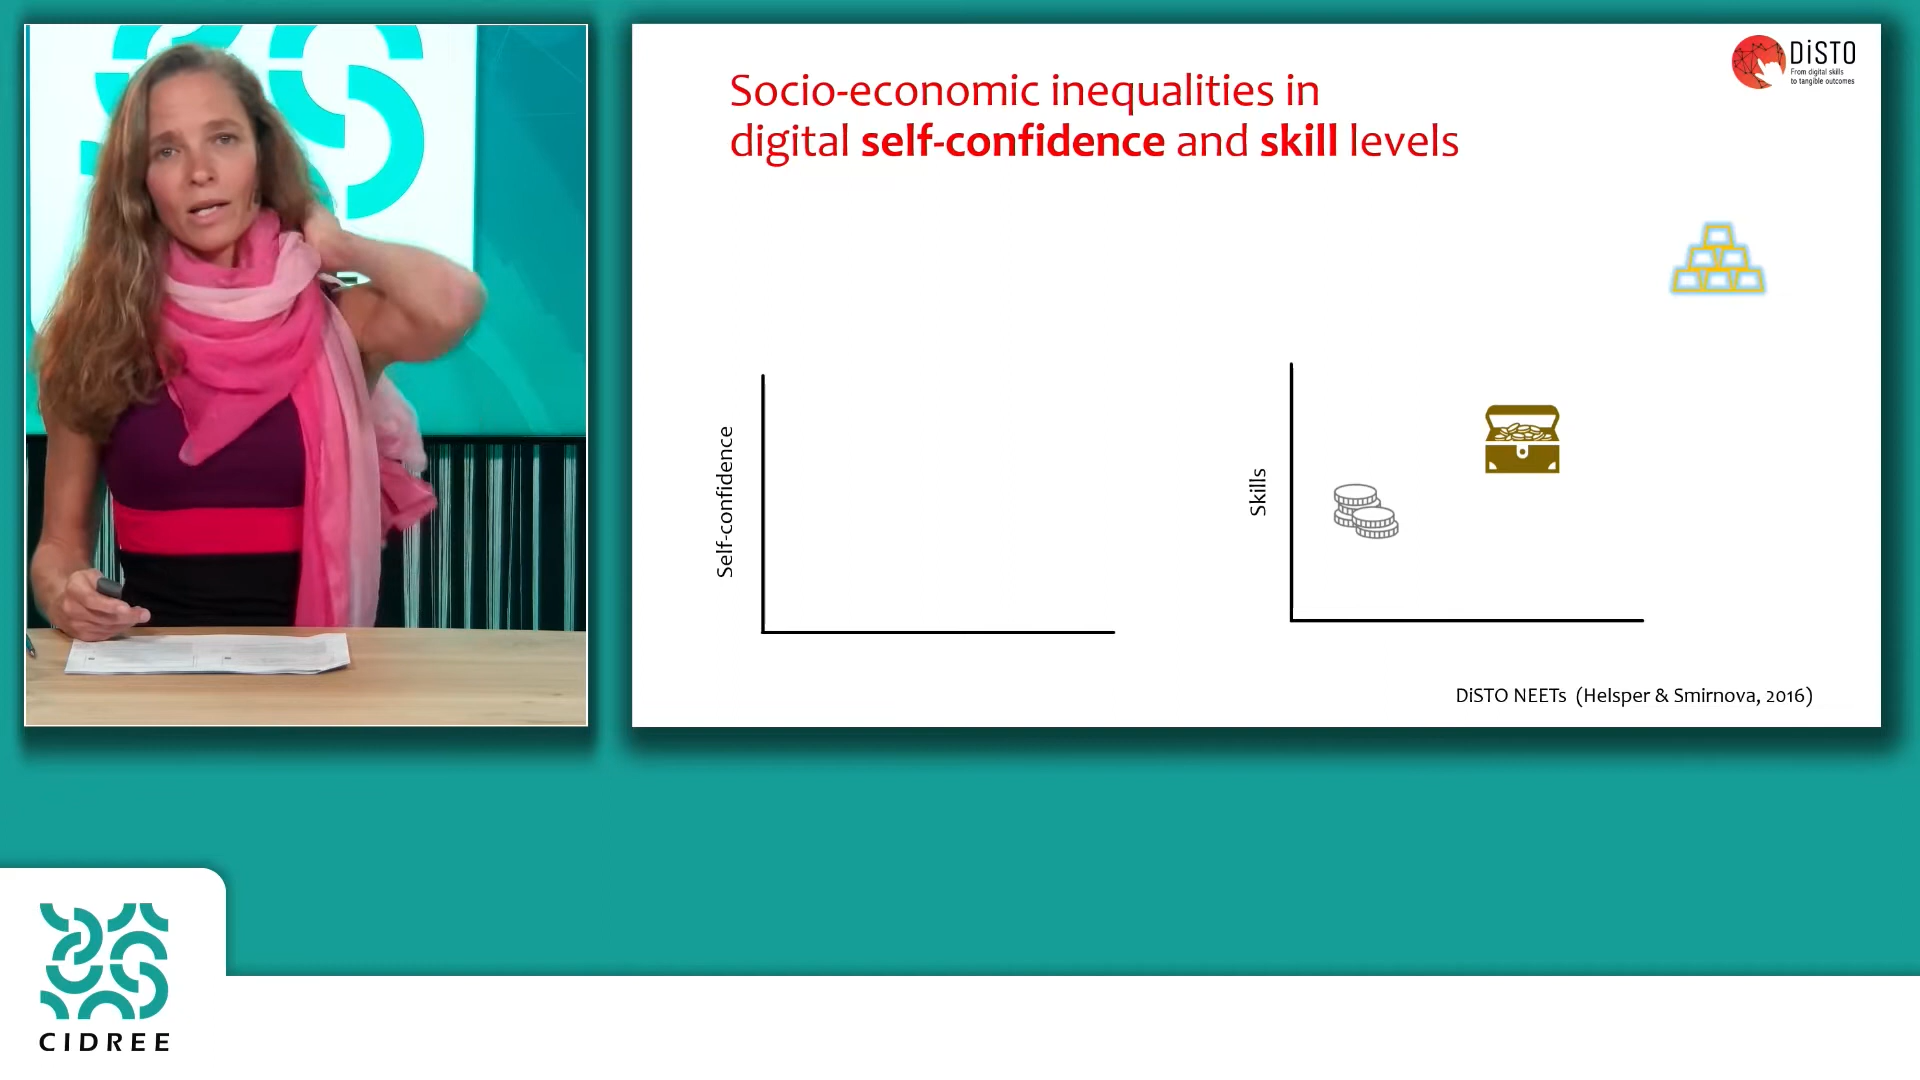 Socio-economic inequalities in
digital self-confidence and skill levels
DiSTO
From digital skills
to tangible outcomes
Self-confidence
Skills
DiSTO NEETs (Helsper & Smirnova, 2016)
CIDREE